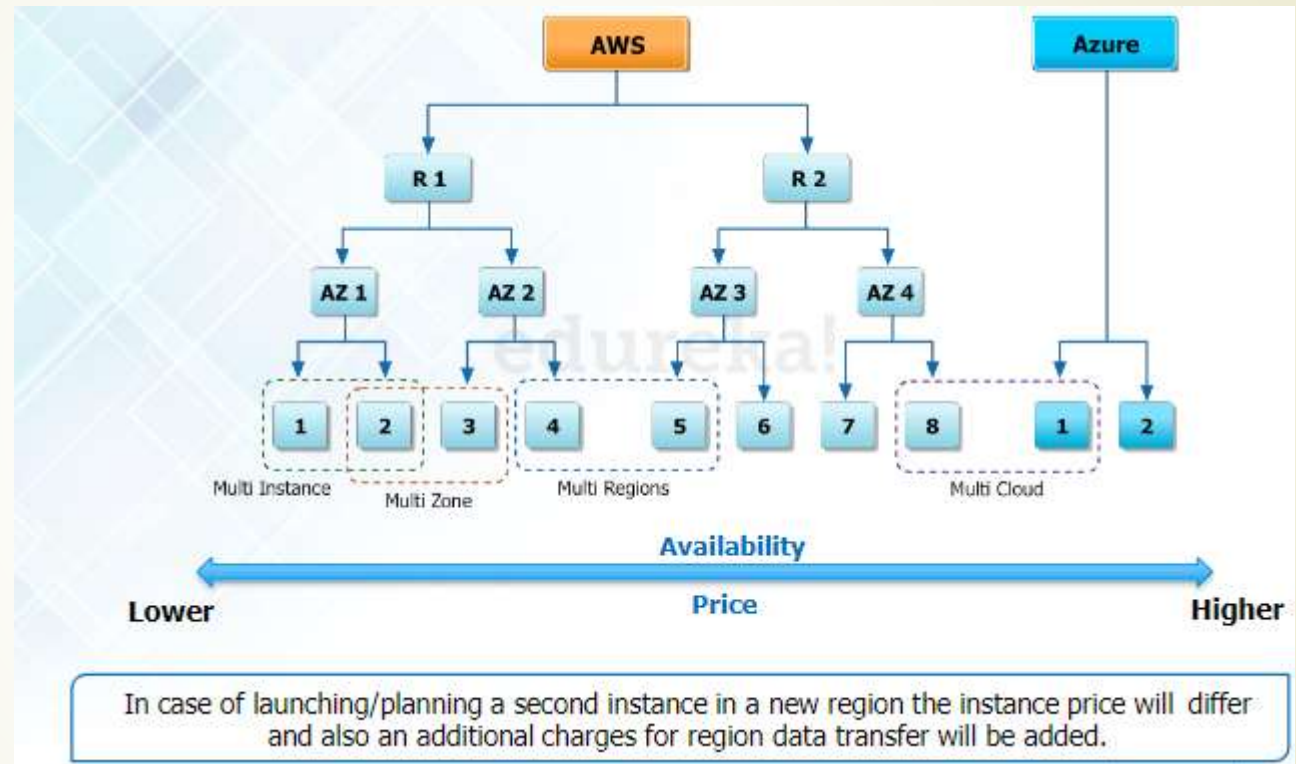 AWS Azure
R 1 R 2
AZ 1 AZ 2 AZ 3 AZ 4
edureka!
1 2 3 4 5 6 7 8 1 2
Multi Instance Multi Zone Multi Regions Multi Cloud
Availability
Lower Price Higher
In case of launching/planning a second instance in a new region the instance price will differ
and also an additional charges for region data transfer will be added.